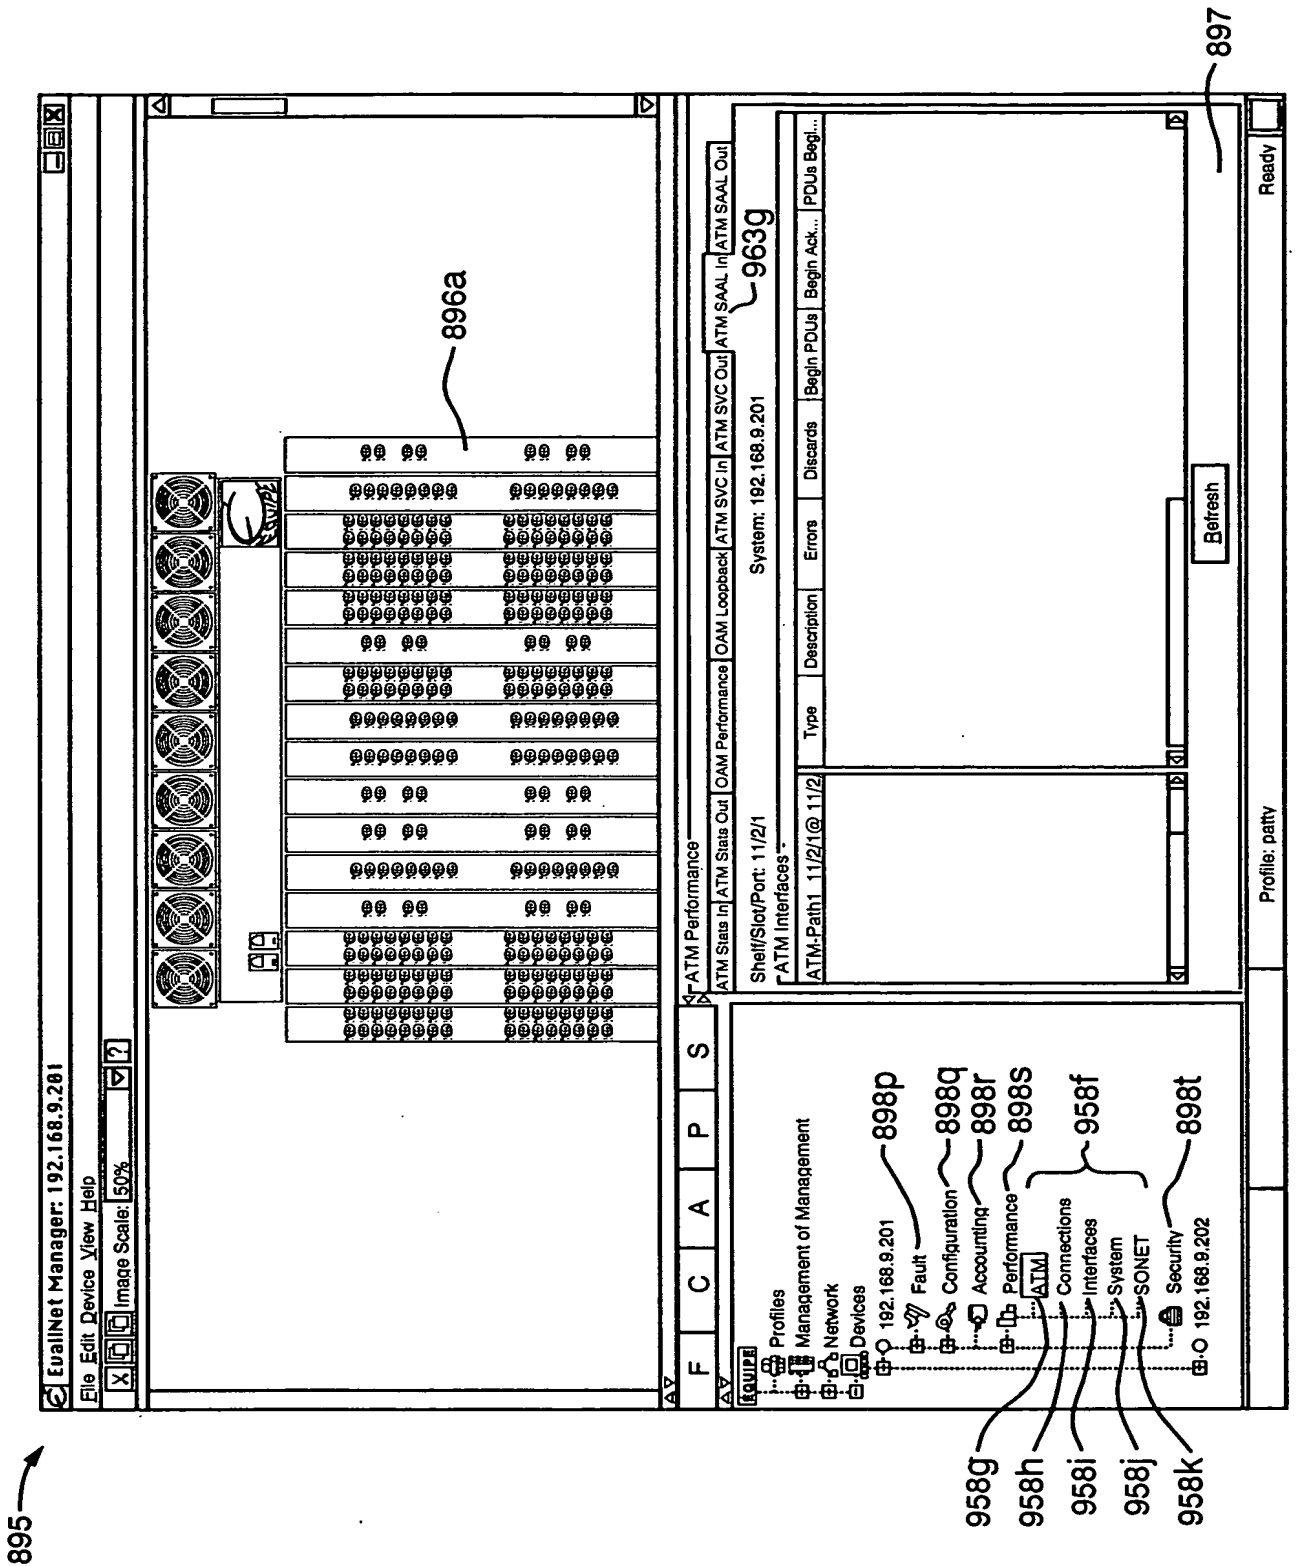 895
EvallNet Manager: 192.168.9.201
File Edit Device View Help
X Image Scale: 50% ?
EQUIPE
896a
F C A P S
EQUIPE
Profiles
Management of Management
Network
Devices
192.168.9.201
Fault
Configuration
Accounting
Performance
ATM
Connections
Interfaces
System
SONET
Security
192.168.9.202
898p
898q
898r
898s
958f
898t
958g
958h
958i
958j
958k
ATM Performance
ATM Stats In ATM Stats Out OAM Performance OAM Loopback ATM SVC In ATM SVC Out ATM SAAL In ATM SAAL Out
963g
Shelf/Slot/Port: 11/2/1 System: 192.168.9.201
ATM Interfaces
Type Description Errors Discards Begin PDUs Begin Ack... PDUs Begi...
ATM-Path1 11/2/1@ 11/2/
Refresh
897
Profile: patty Ready